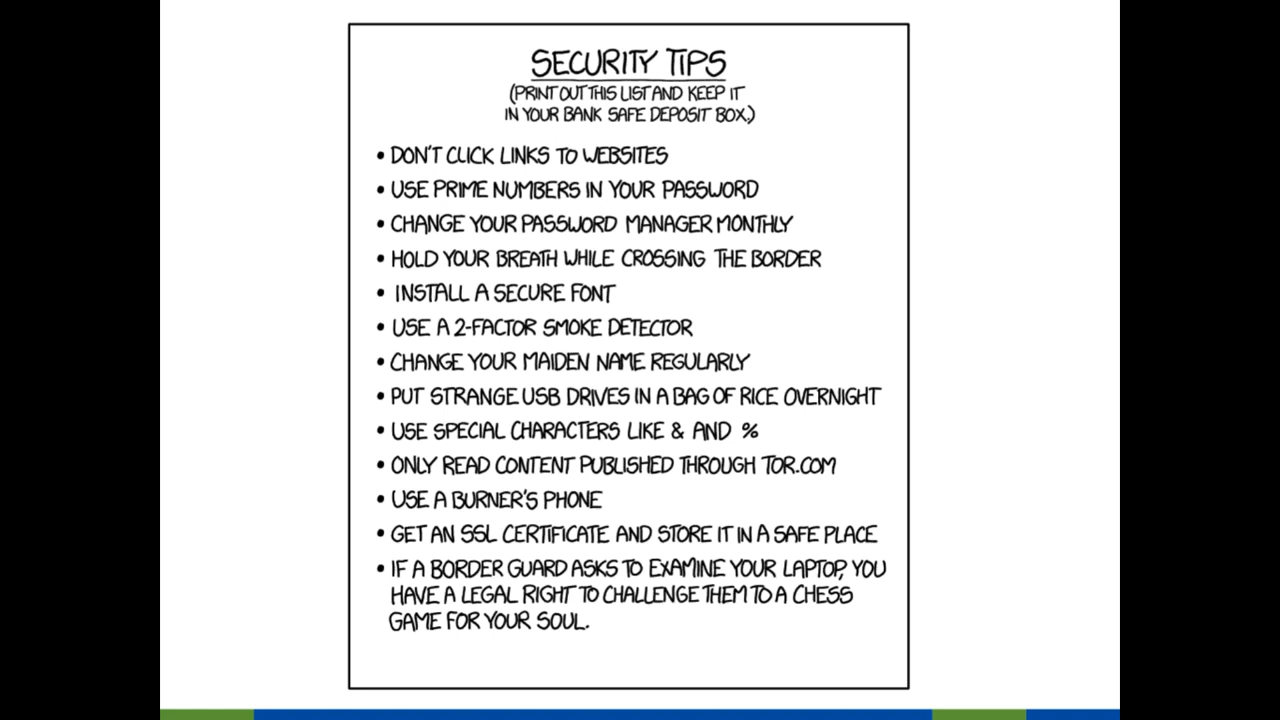 SECURITY TIPS
(PRINT OUT THIS LIST AND KEEP IT
IN YOUR BANK SAFE DEPOSIT BOX.)
• DON'T CLICK LINKS TO WEBSITES
• USE PRIME NUMBERS IN YOUR PASSWORD
• CHANGE YOUR PASSWORD MANAGER MONTHLY
• HOLD YOUR BREATH WHILE CROSSING THE BORDER
• INSTALL A SECURE FONT
• USE A 2-FACTOR SMOKE DETECTOR
• CHANGE YOUR MAIDEN NAME REGULARLY
• PUT STRANGE USB DRIVES IN A BAG OF RICE OVERNIGHT
• USE SPECIAL CHARACTERS LIKE & AND %
• ONLY READ CONTENT PUBLISHED THROUGH TOR.COM
• USE A BURNER'S PHONE
• GET AN SSL CERTIFICATE AND STORE IT IN A SAFE PLACE
• IF A BORDER GUARD ASKS TO EXAMINE YOUR LAPTOP, YOU
HAVE A LEGAL RIGHT TO CHALLENGE THEM TO A CHESS
GAME FOR YOUR SOUL.